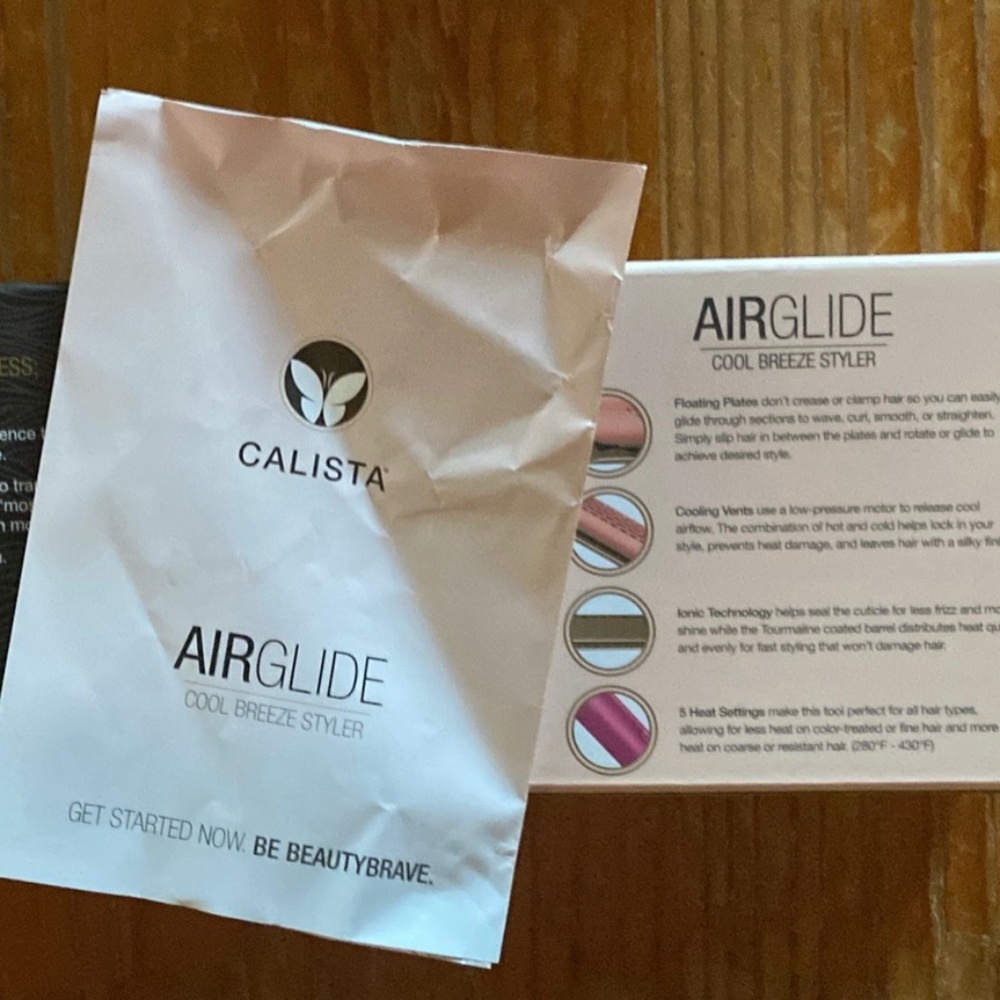 ESS;
ence
o tra
"mo
CALISTA
AIRGLIDE
COOL BREEZE STYLER
GET STARTED NOW. BE BEAUTYBRAVE.
AIRGLIDE
COOL BREEZE STYLER
Floating Plates don't crease or clamp hair so you can easily
glide through sections to wave, curl, smooth, or straighten.
Simply slip hair in between the plates and rotate or glide to
achieve desired style.
Cooling Vents use a low-pressure motor to release cool
airflow. The combination of hot and cold helps lock in your
style, prevents heat damage, and leaves hair with a silky fin
Ionic Technology helps seal the cuticle for less frizz and mo
shine while the Tourmaline coated barrel distributes heat qu
and evenly for fast styling that won't damage hair.
5 Heat Settings make this tool perfect for all hair types,
allowing for less heat on color-treated or fine hair and more
heat on coarse or resistant hair. (280°F - 430°F)